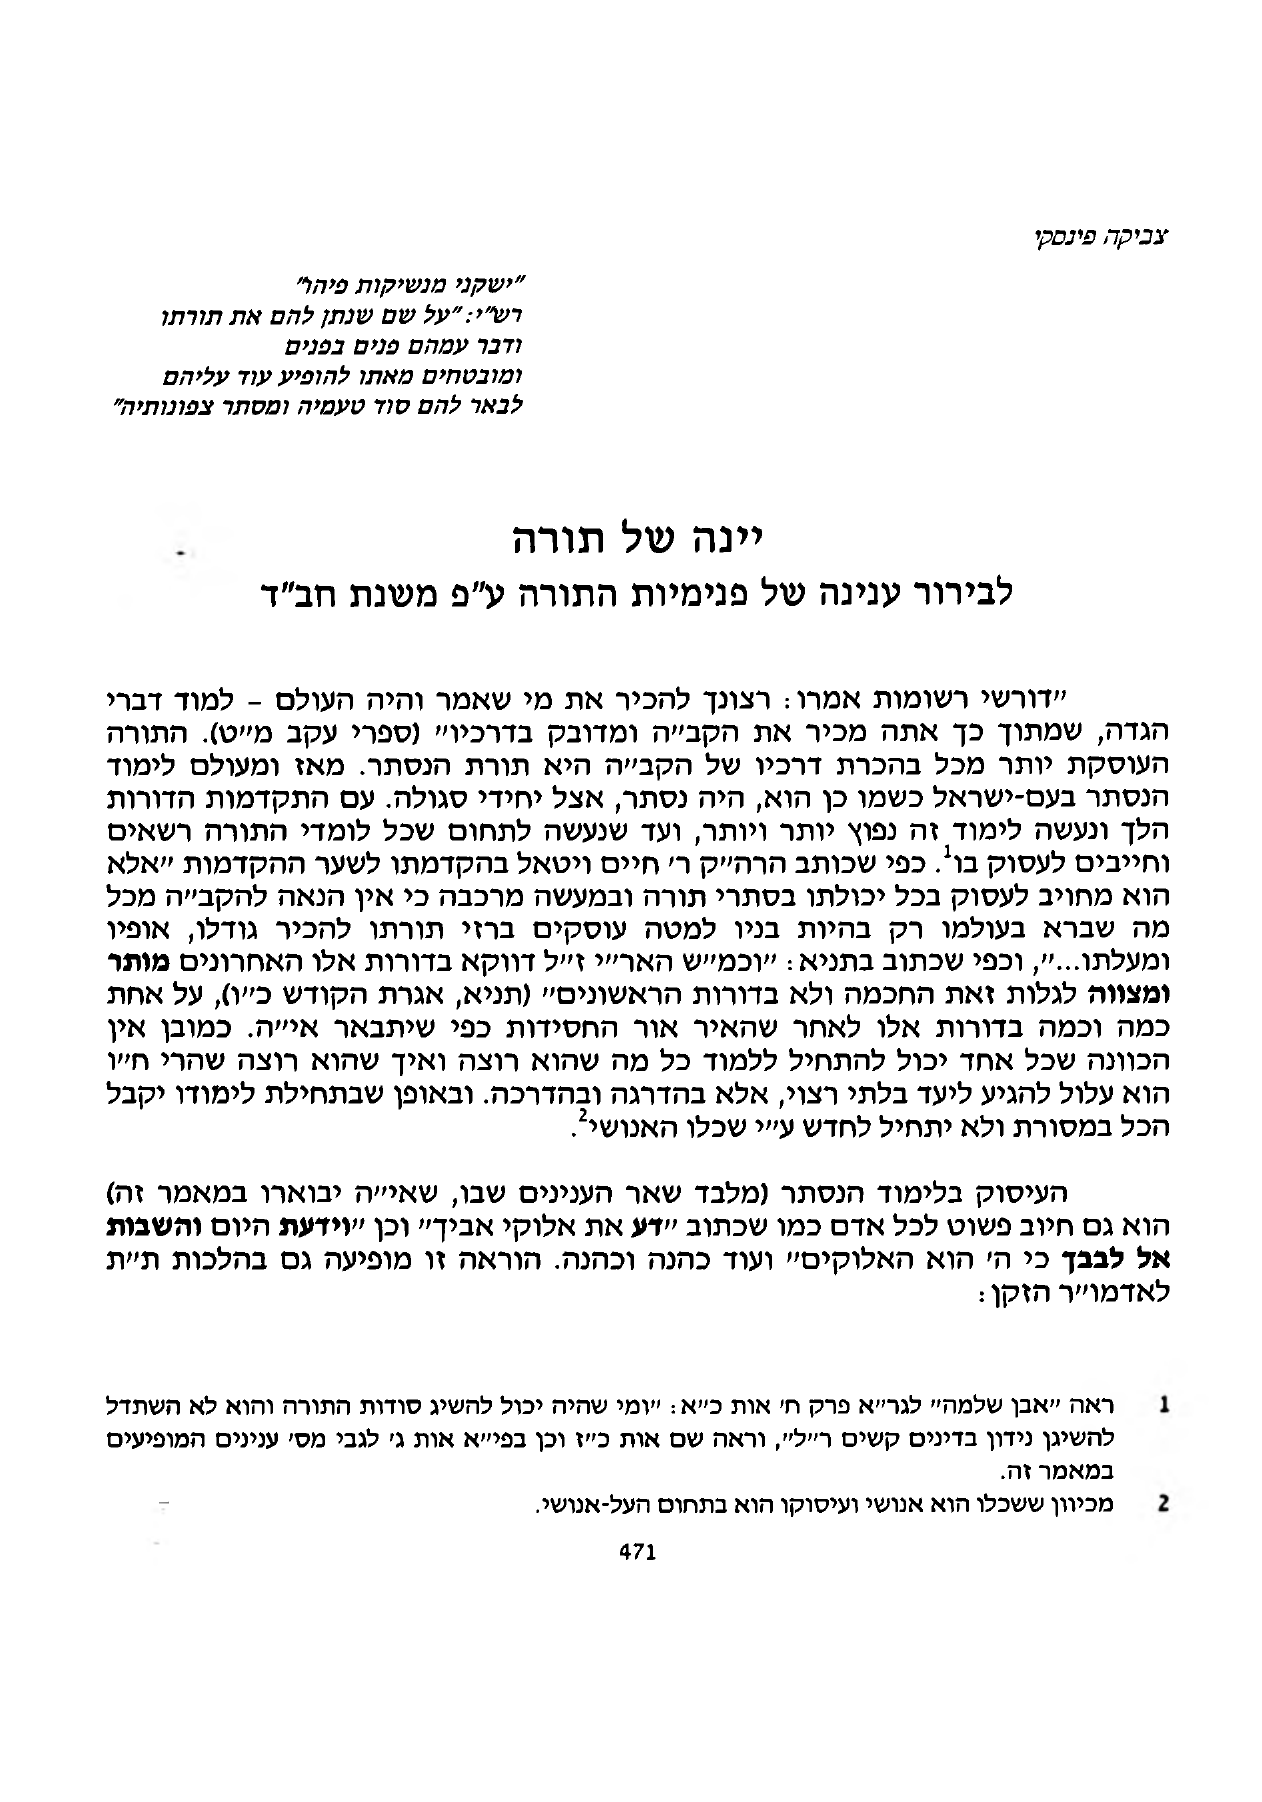 צביקה פינסקי
"ישקני מנשיקות פיהו"
רש"י: "על שם שנתן להם את תורתו
ודבר עמהם פנים בפנים
ומובטחים מאתו להופיע עוד עליהם
לבאר להם סוד טעמיה ומסתר צפונותיה"
יינה של תורה
לבירור ענינה של פנימיות התורה ע"פ משנת חב"ד
"דורשי רשומות אמרו: רצונך להכיר את מי שאמר והיה העולם - למוד דברי
הגדה, שמתוך כך אתה מכיר את הקב"ה ומדובק בדרכיו" (ספרי עקב מ"ט). התורה
העוסקת יותר מכל בהכרת דרכיו של הקב"ה היא תורת הנסתר. מאז ומעולם לימוד
הנסתר בעם-ישראל כשמו כן הוא, היה נסתר, אצל יחידי סגולה. עם התקדמות הדורות
הלך ונעשה לימוד זה נפוץ יותר ויותר, ועד שנעשה לתחום שכל לומדי התורה רשאים
וחייבים לעסוק בו1. כפי שכותב הרה"ק ר' חיים ויטאל בהקדמתו לשער ההקדמות "אלא
הוא מחויב לעסוק בכל יכולתו בסתרי תורה ובמעשה מרכבה כי אין הנאה להקב"ה מכל
מה שברא בעולמו רק בהיות בניו למטה עוסקים ברזי תורתו להכיר גודלו, אופיו
ומעלתו...", וכפי שכתוב בתניא: "וכמ"ש האר"י ז"ל דווקא בדורות אלו האחרונים מותר
ומצווה לגלות זאת החכמה ולא בדורות הראשונים" (תניא, אגרת הקודש כ"ו), על אחת
כמה וכמה בדורות אלו לאחר שהאיר אור החסידות כפי שיתבאר אי"ה. כמובן אין
הכוונה שכל אחד יכול להתחיל ללמוד כל מה שהוא רוצה ואיך שהוא רוצה שהרי ח"ו
הוא עלול להגיע ליעד בלתי רצוי, אלא בהדרגה ובהדרכה. ובאופן שבתחילת לימודו יקבל
הכל במסורת ולא יתחיל לחדש ע"י שכלו האנושי2.
העיסוק בלימוד הנסתר (מלבד שאר הענינים שבו, שאי"ה יבוארו במאמר זה)
הוא גם חיוב פשוט לכל אדם כמו שכתוב "דע את אלוקי אביך" וכן "וידעת היום והשבות
אל לבבך כי ה' הוא האלוקים" ועוד כהנה וכהנה. הוראה זו מופיעה גם בהלכות ת"ת
לאדמו"ר הזקן:
1 ראה "אבן שלמה" לגר"א פרק ח' אות כ"א: "ומי שהיה יכול להשיג סודות התורה והוא לא השתדל
להשיגן נידון בדינים קשים ר"ל", וראה שם אות כ"ז וכן בפי"א אות ג' לגבי מס' ענינים המופיעים
במאמר זה.
2 מכיוון ששכלו הוא אנושי ועיסוקו הוא בתחום העל-אנושי.
471